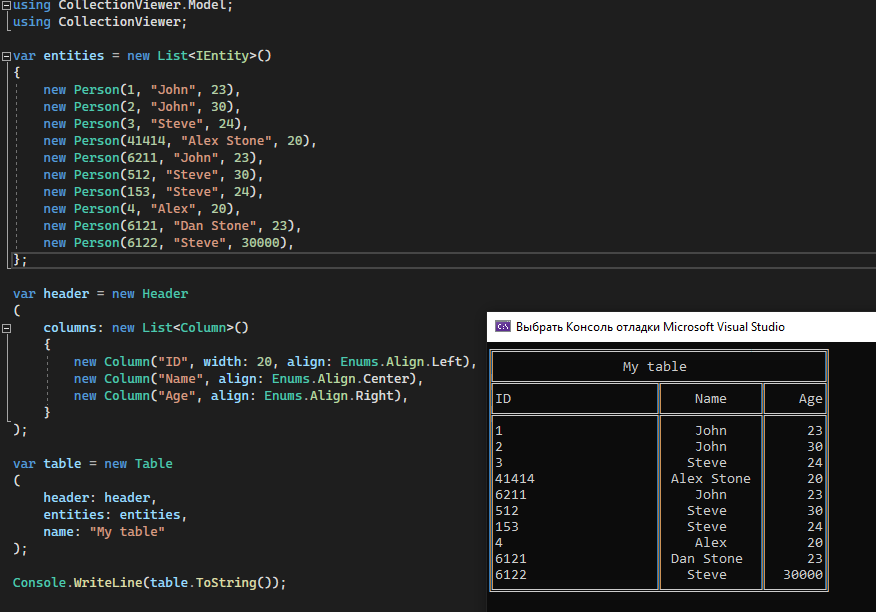 using CollectionViewer.Model;
using CollectionViewer;
var entities = new List<IEntity>()
{
new Person(1, "John", 23),
new Person(2, "John", 30),
new Person(3, "Steve", 24),
new Person(41414, "Alex Stone", 20),
new Person(6211, "John", 23),
new Person(512, "Steve", 30),
new Person(153, "Steve", 24),
new Person(4, "Alex", 20),
new Person(6121, "Dan Stone", 23),
new Person(6122, "Steve", 30000),
};
var header = new Header
(
columns: new List<Column>()
{
new Column("ID", width: 20, align: Enums.Align.Left),
new Column("Name", align: Enums.Align.Center),
new Column("Age", align: Enums.Align.Right),
}
);
var table = new Table
(
header: header,
entities: entities,
name: "My table"
);
Console.WriteLine(table.ToString());
Выбрать Консоль отладки Microsoft Visual Studio
My table
ID Name Age
1 John 23
2 John 30
3 Steve 24
41414 Alex Stone 20
6211 John 23
512 Steve 30
153 Steve 24
4 Alex 20
6121 Dan Stone 23
6122 Steve 30000